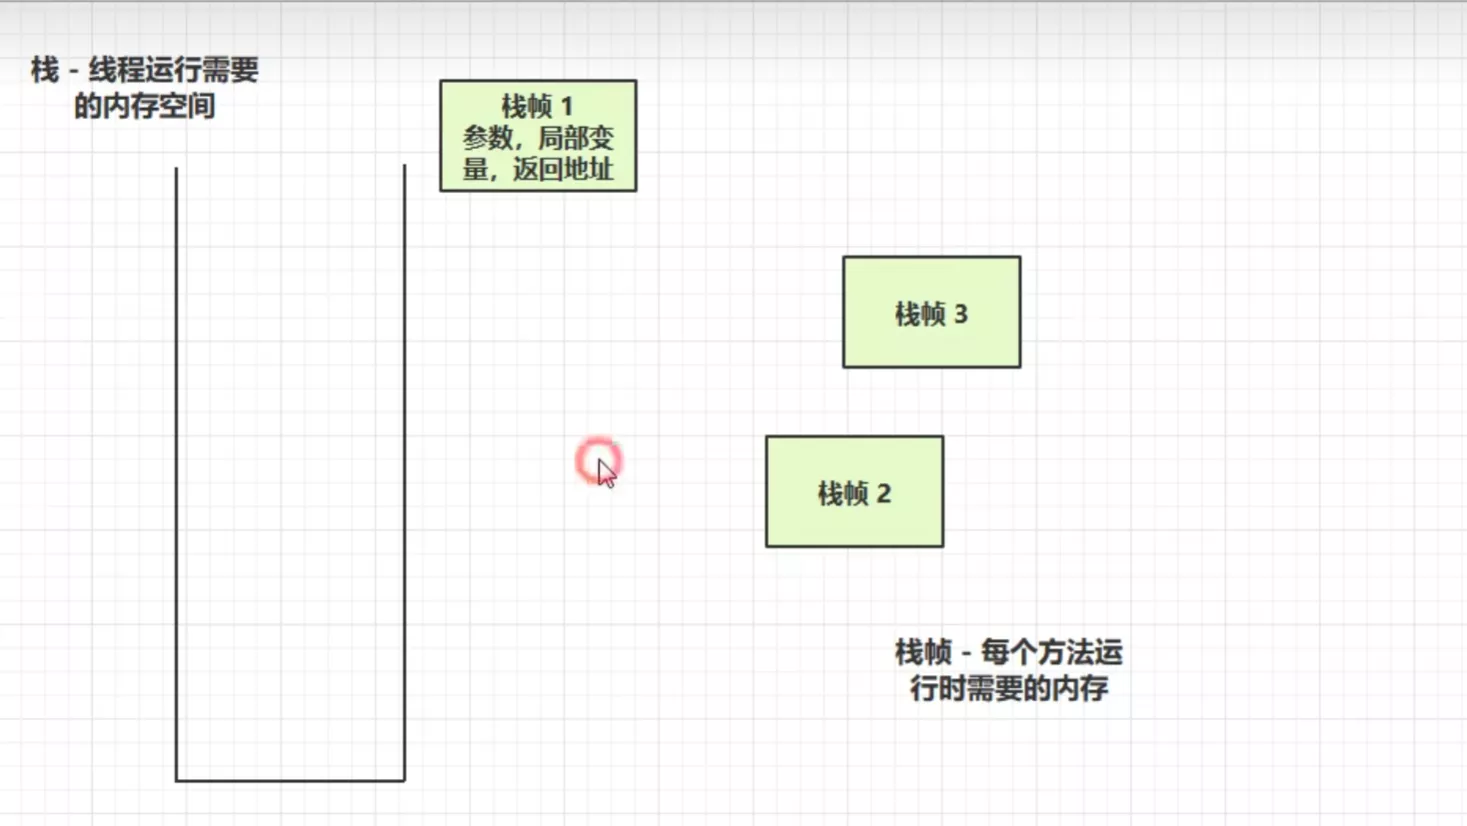 栈 - 线程运行需要
的内存空间
栈帧 1
参数，局部变
量，返回地址
栈帧 3
栈帧 2
栈帧 - 每个方法运
行时需要的内存